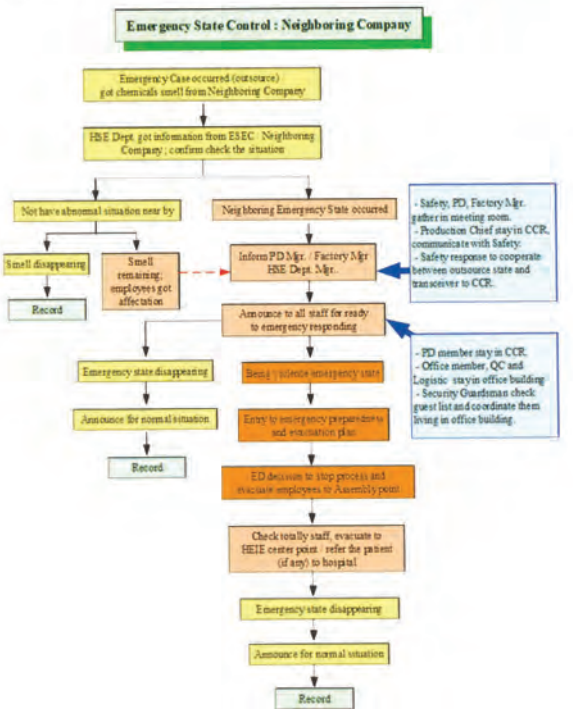 Emergency State Control : Neighboring Company
Emergency Case occurred (outsource)
got chemicals smell from Neighboring Company
HSE Dept. got information from ESEC / Neighboring
Company ; confirm check the situation
Not have abnormal situation near by
Neighboring Emergency State occurred
Smell disappearing
Smell
remaining;
employees got
affectation
Record
Inform PD Mgr. / Factory Mgr
HSE Dept. Mgr.
- Safety, PD, Factory Mgr.
gather in meeting room.
- Production Chief stay in CCR,
communicate with Safety.
- Safety response to cooperate
between outsource state and
transceiver to CCR.
Announce to all staff for ready
to emergency responding
- PD member stay in CCR.
- Office member, QC and
Logistic stay in office building
- Security Guardsman check
guest list and coordinate them
living in office building.
Emergency state disappearing
Announce for normal situation
Record
Being violence emergency state
Entry to emergency preparedness
and evacuation plan
ED decision to stop process and
evacuate employees to Assembly point
Check totally staff, evacuate to
HEIE center point / refer the patient
(if any) to hospital
Emergency state disappearing
Announce for normal situation
Record